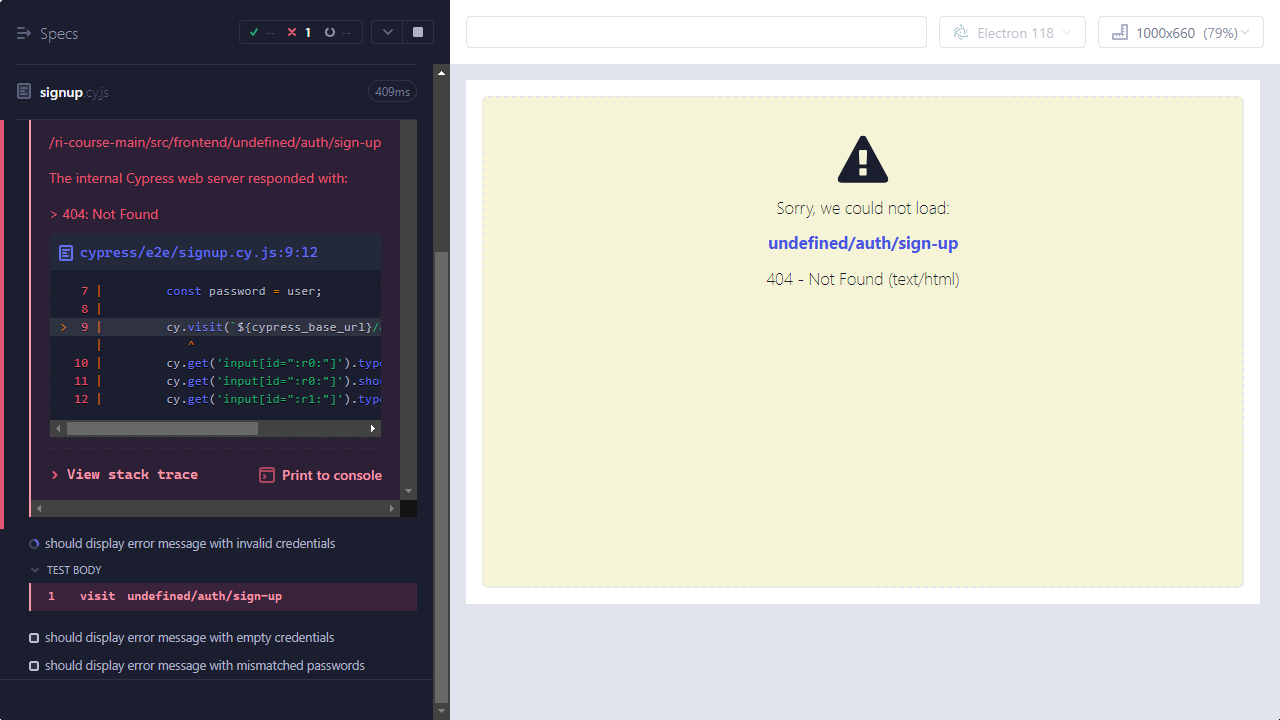 Specs
-- 1 --
Electron 118
1000x660 (79%)
signup.cy.js
409ms
/ri-course-main/src/frontend/undefined/auth/sign-up
The internal Cypress web server responded with:
> 404: Not Found
cypress/e2e/signup.cy.js:9:12
7 | const password = user;
8 |
> 9 | cy.visit(`${cypress_base_url}/
| ^
10 | cy.get('input[id=":r0:"]').type
11 | cy.get('input[id=":r0:"]').shou
12 | cy.get('input[id=":r1:"]').type
> View stack trace
Print to console
should display error message with invalid credentials
TEST BODY
1 visit undefined/auth/sign-up
should display error message with empty credentials
should display error message with mismatched passwords
Sorry, we could not load:
undefined/auth/sign-up
404 - Not Found (text/html)